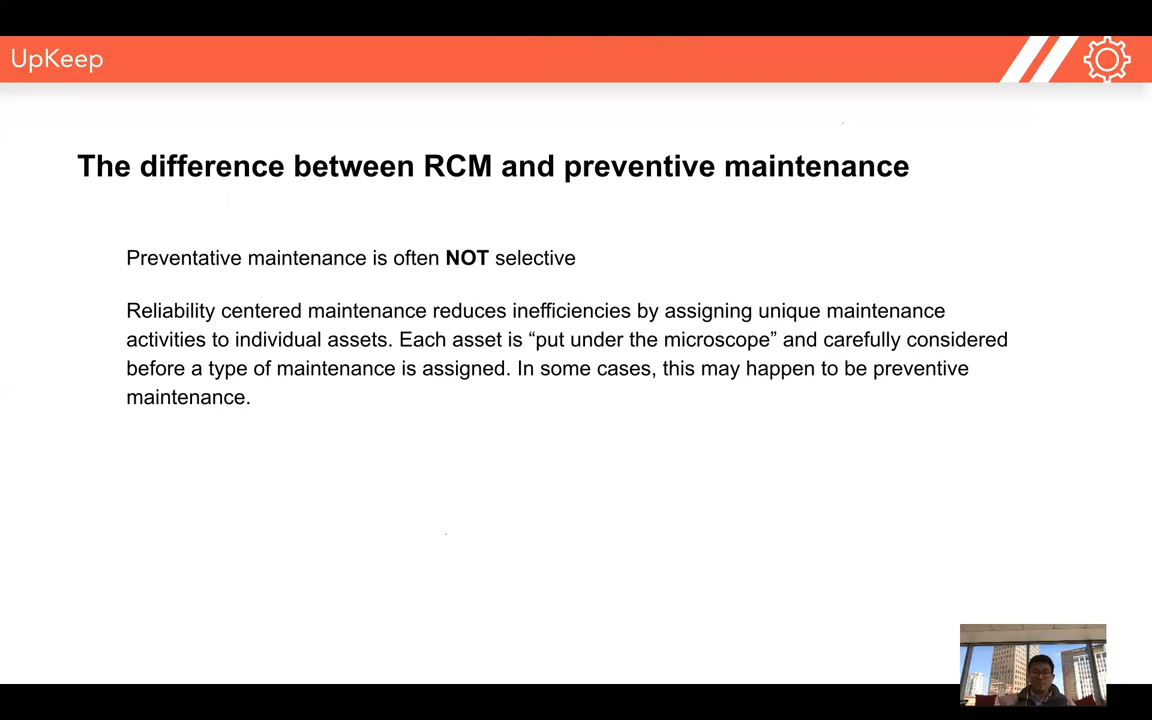 UpKeep
The difference between RCM and preventive maintenance
Preventative maintenance is often NOT selective
Reliability centered maintenance reduces inefficiencies by assigning unique maintenance
activities to individual assets. Each asset is “put under the microscope” and carefully considered
before a type of maintenance is assigned. In some cases, this may happen to be preventive
maintenance.